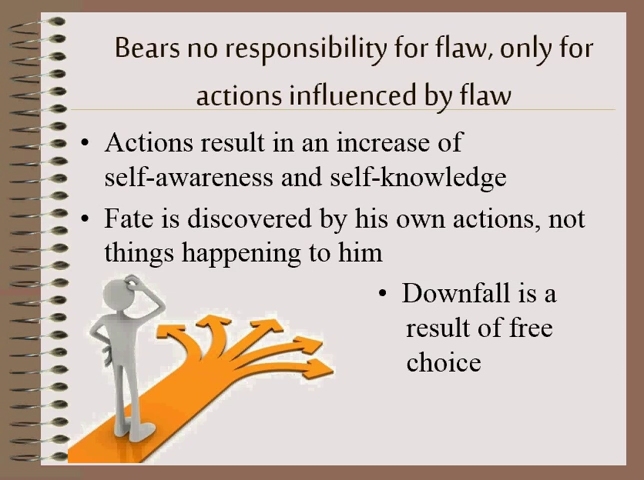 Bears no responsibility for flaw, only for
actions influenced by flaw
• Actions result in an increase of
self-awareness and self-knowledge
• Fate is discovered by his own actions, not
things happening to him
• Downfall is a
result of free
choice